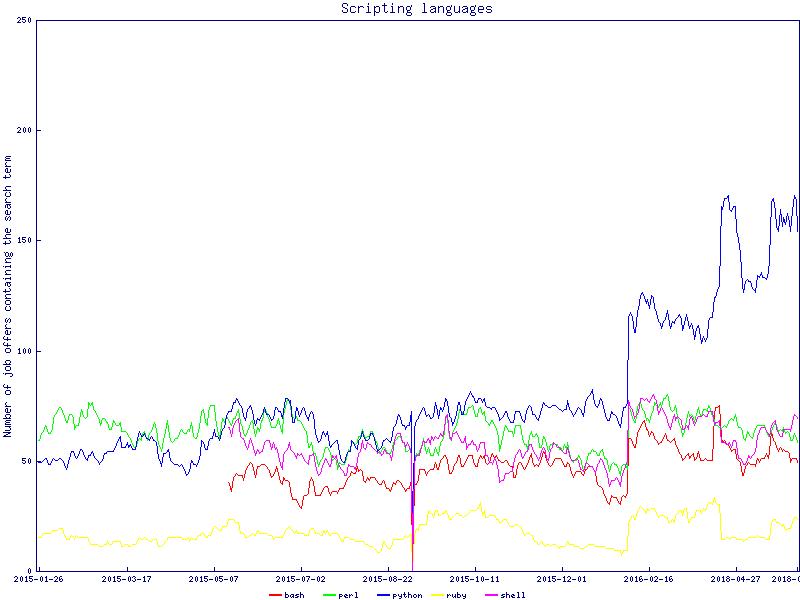 Scripting languages
250
200
150
100
50
0
Number of job offers containing the search term
2015-01-26 2015-03-17 2015-05-07 2015-07-02 2015-08-22 2015-10-11 2015-12-01 2016-02-16 2018-04-27 2018-0
bash perl python ruby shell